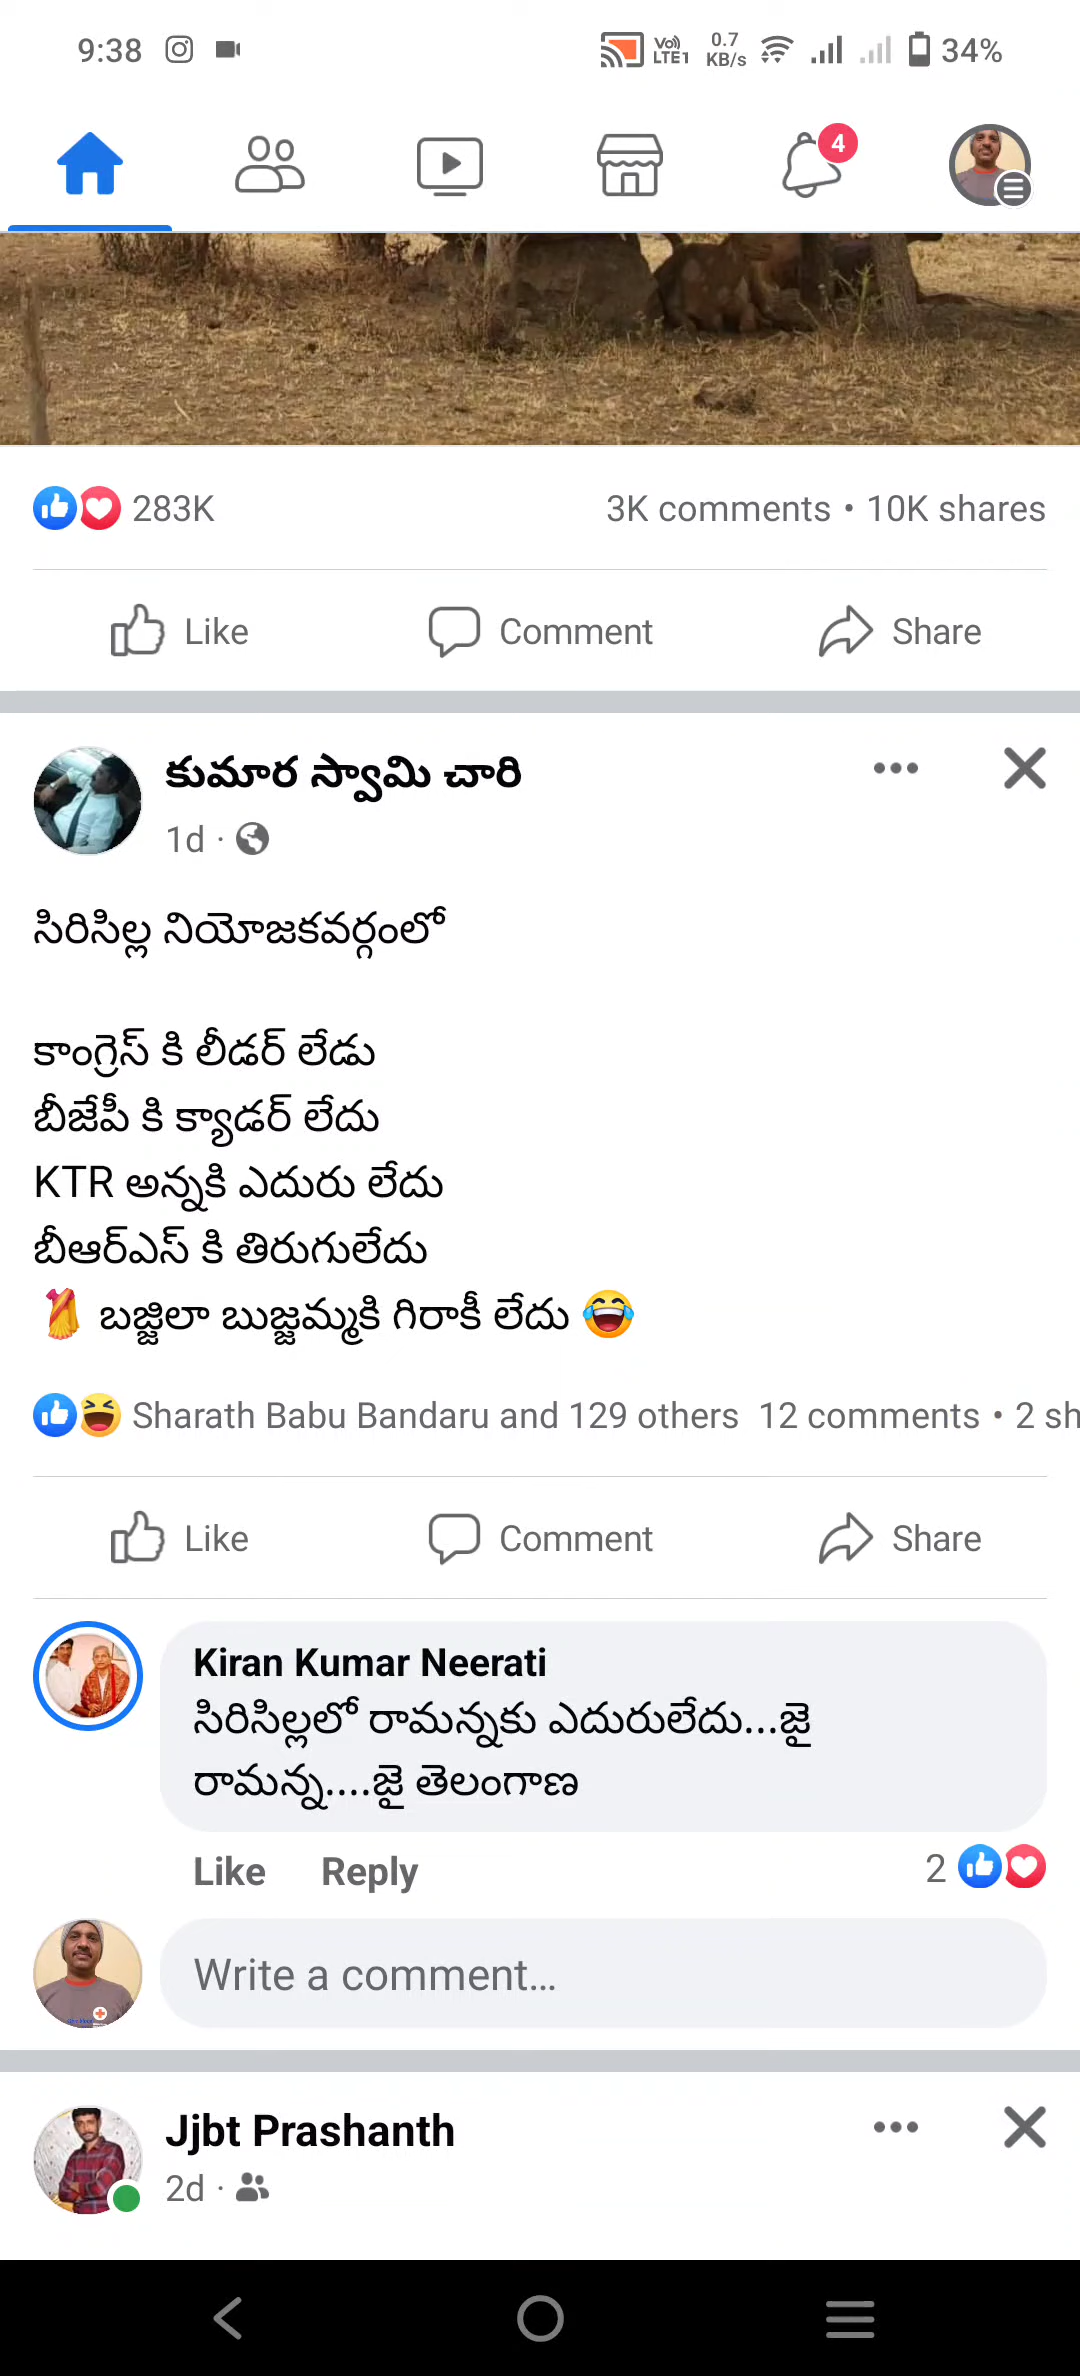 9:38
Vo) LTE1
0.7 KB/s
34%
4
283K
3K comments • 10K shares
Like
Comment
Share
కుమార స్వామి చారి
1d ·
సిరిసిల్ల నియోజకవర్గంలో
కాంగ్రెస్ కి లీడర్ లేడు
బీజేపీ కి క్యాడర్ లేదు
KTR అన్నకి ఎదురు లేదు
బీఆర్ఎస్ కి తిరుగులేదు
🥻 బజ్జిలా బుజ్జమ్మకి గిరాకీ లేదు 😂
Sharath Babu Bandaru and 129 others 12 comments • 2 sh
Like
Comment
Share
Kiran Kumar Neerati
సిరిసిల్లలో రామన్నకు ఎదురులేదు...జై
రామన్న....జై తెలంగాణ
Like Reply
2
Write a comment...
Jjbt Prashanth
2d ·